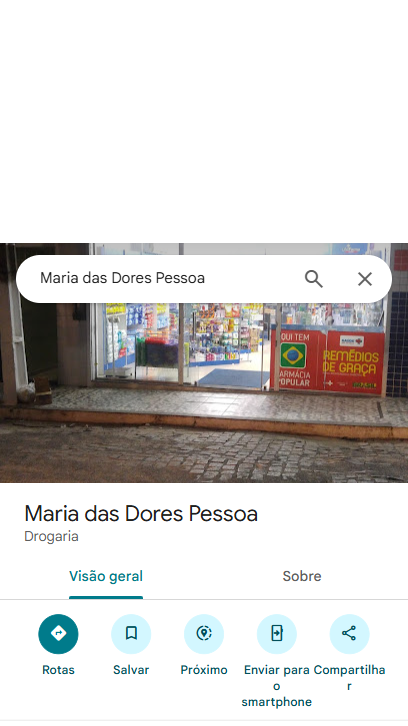 Maria das Dores Pessoa
QUI TEM
ARMÁCIA
OPULAR
REMÉDIOS
DE GRAÇA
Maria das Dores Pessoa
Drogaria
Visão geral
Sobre
Rotas
Salvar
Próximo
Enviar para
o
smartphone
Compartilha
r